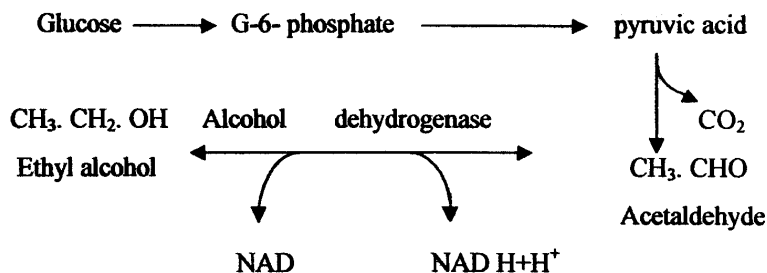 Glucose G-6- phosphate pyruvic acid
CH₃. CH₂. OH Alcohol dehydrogenase CO₂
Ethyl alcohol CH₃. CHO
Acetaldehyde
NAD NAD H+H⁺